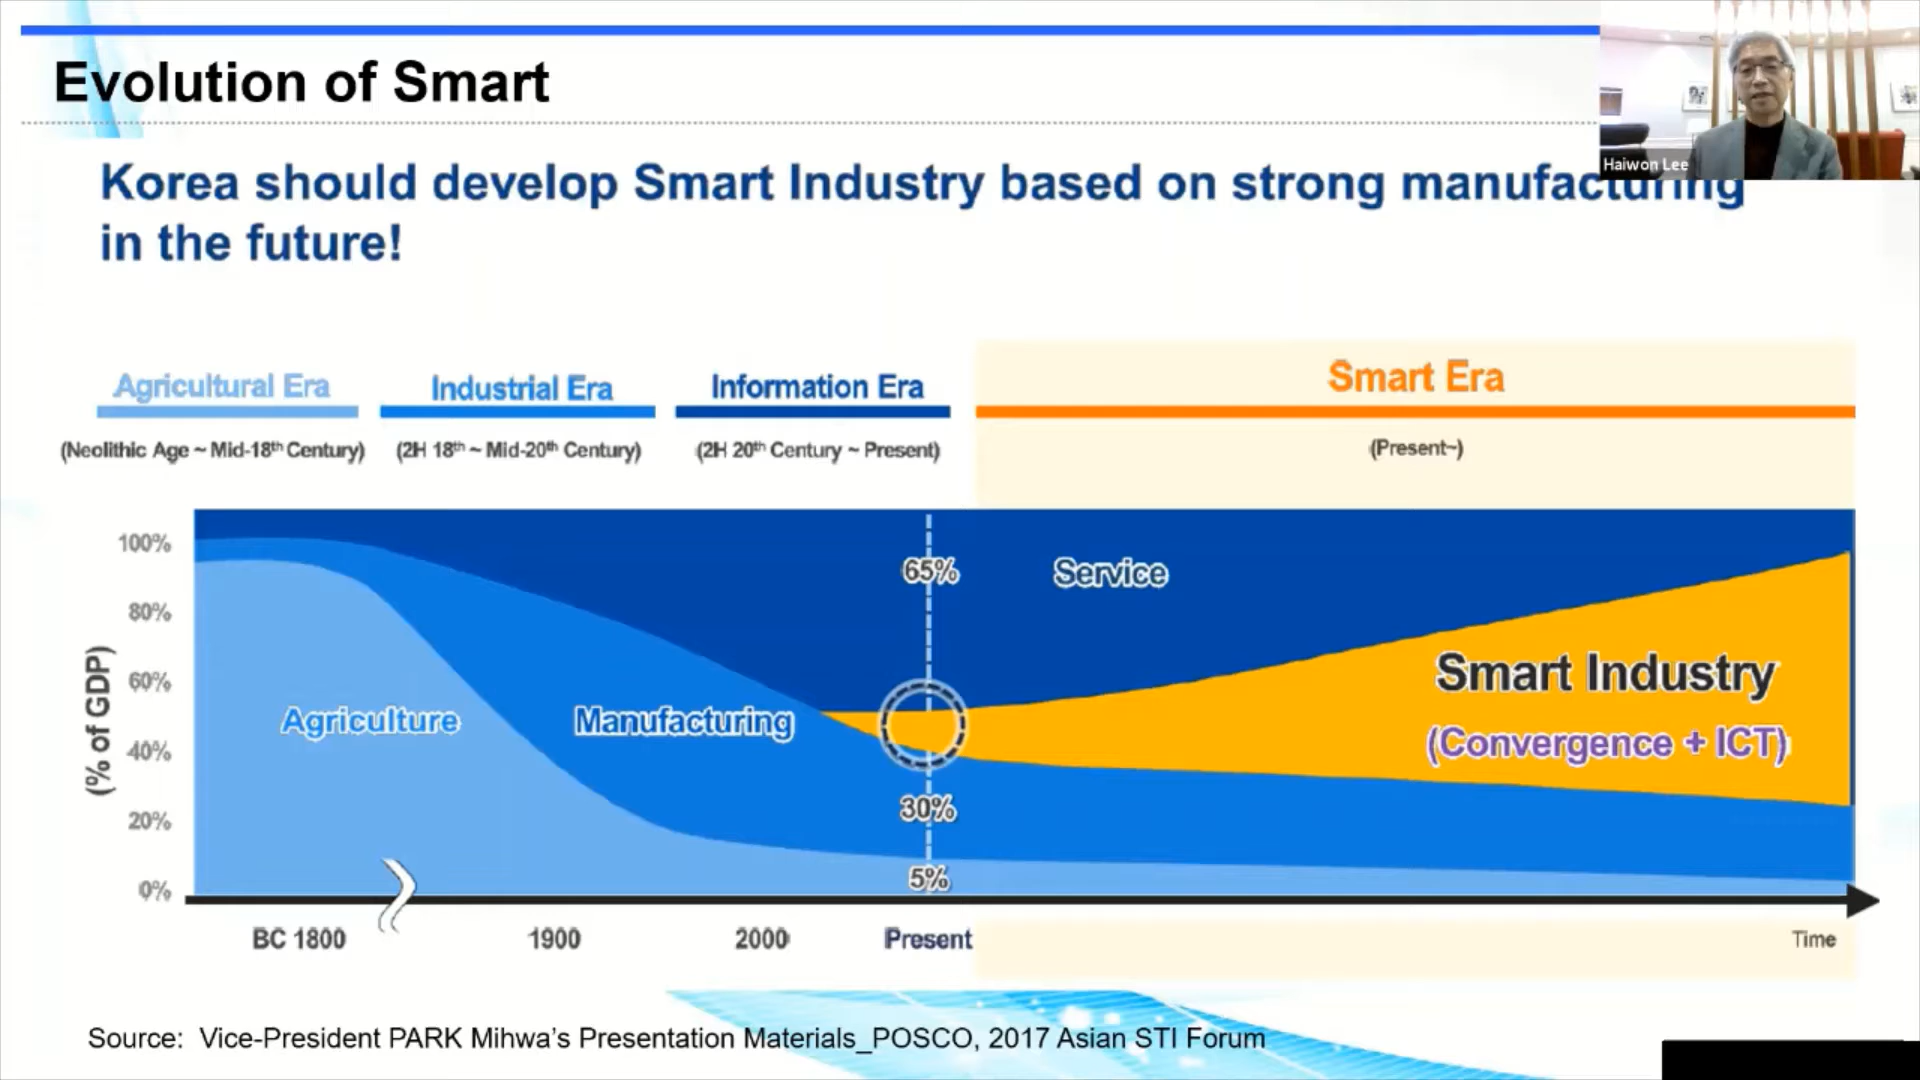 Evolution of Smart
Haiwon Lee
Korea should develop Smart Industry based on strong manufacturing
in the future!
Agricultural Era
Industrial Era
Information Era
Smart Era
(Neolithic Age ~ Mid-18th Century)
(2H 18th ~ Mid-20th Century)
(2H 20th Century ~ Present)
(Present~)
(% of GDP)
100%
80%
60%
40%
20%
0%
65%
Service
Agriculture
Manufacturing
Smart Industry
(Convergence + ICT)
30%
5%
BC 1800
1900
2000
Present
Time
Source: Vice-President PARK Mihwa’s Presentation Materials_POSCO, 2017 Asian STI Forum